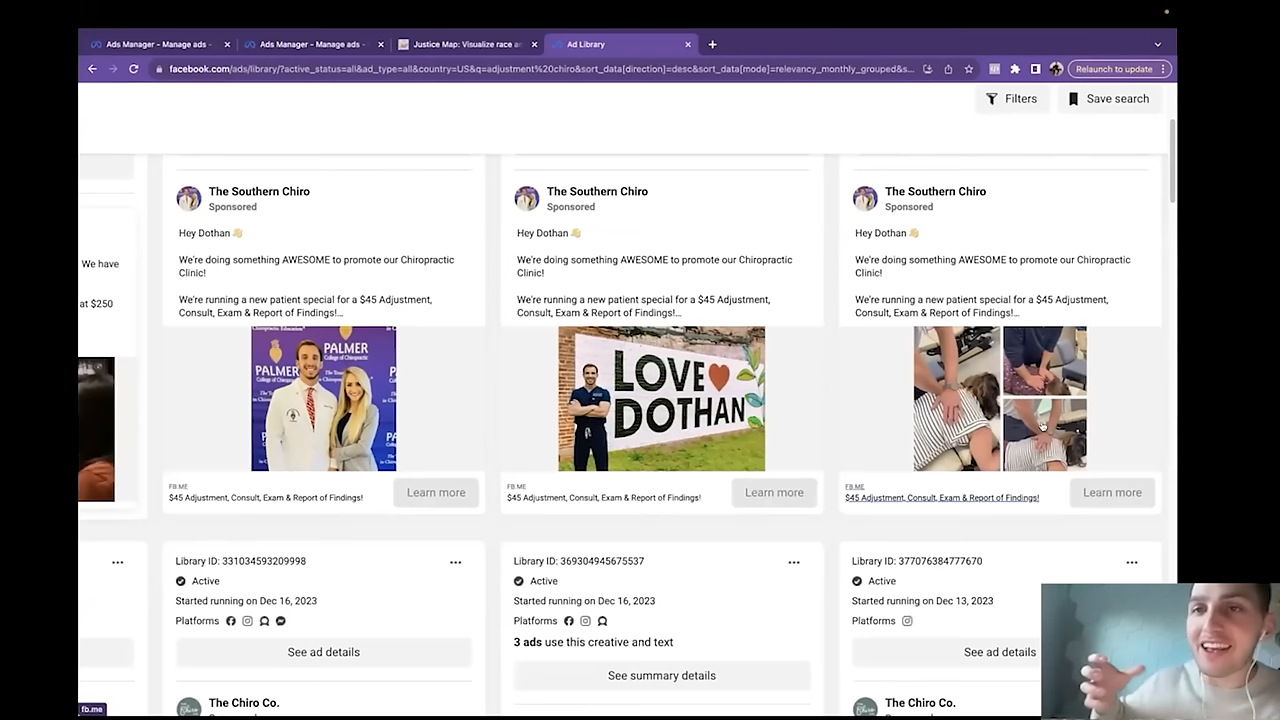 Ads Manager - Manage ads -
Ads Manager - Manage ads -
Justice Map: Visualize race an
Ad Library
facebook.com/ads/library/?active_status=all&ad_type=all&country=US&q=adjustment%20chiro&sort_data[direction]=desc&sort_data[mode]=relevancy_monthly_grouped&s...
Relaunch to update
Filters
Save search
We have
at $250
The Southern Chiro
Sponsored
Hey Dothan 👋
We're doing something AWESOME to promote our Chiropractic
Clinic!
We're running a new patient special for a $45 Adjustment,
Consult, Exam & Report of Findings!...
PALMER
College of Chiropractic
PALMER
FB.ME
$45 Adjustment, Consult, Exam & Report of Findings!
Learn more
The Southern Chiro
Sponsored
Hey Dothan 👋
We're doing something AWESOME to promote our Chiropractic
Clinic!
We're running a new patient special for a $45 Adjustment,
Consult, Exam & Report of Findings!...
LOVE
DOTHAN
FB.ME
$45 Adjustment, Consult, Exam & Report of Findings!
Learn more
The Southern Chiro
Sponsored
Hey Dothan 👋
We're doing something AWESOME to promote our Chiropractic
Clinic!
We're running a new patient special for a $45 Adjustment,
Consult, Exam & Report of Findings!...
FB.ME
$45 Adjustment, Consult, Exam & Report of Findings!
Learn more
Library ID: 331034593209998
Active
Started running on Dec 16, 2023
Platforms
See ad details
The Chiro Co.
Library ID: 369304945675537
Active
Started running on Dec 16, 2023
Platforms
3 ads use this creative and text
See summary details
The Chiro Co.
Library ID: 377076384777670
Active
Started running on Dec 13, 2023
Platforms
See ad details
The Chiro Co.
fb.me